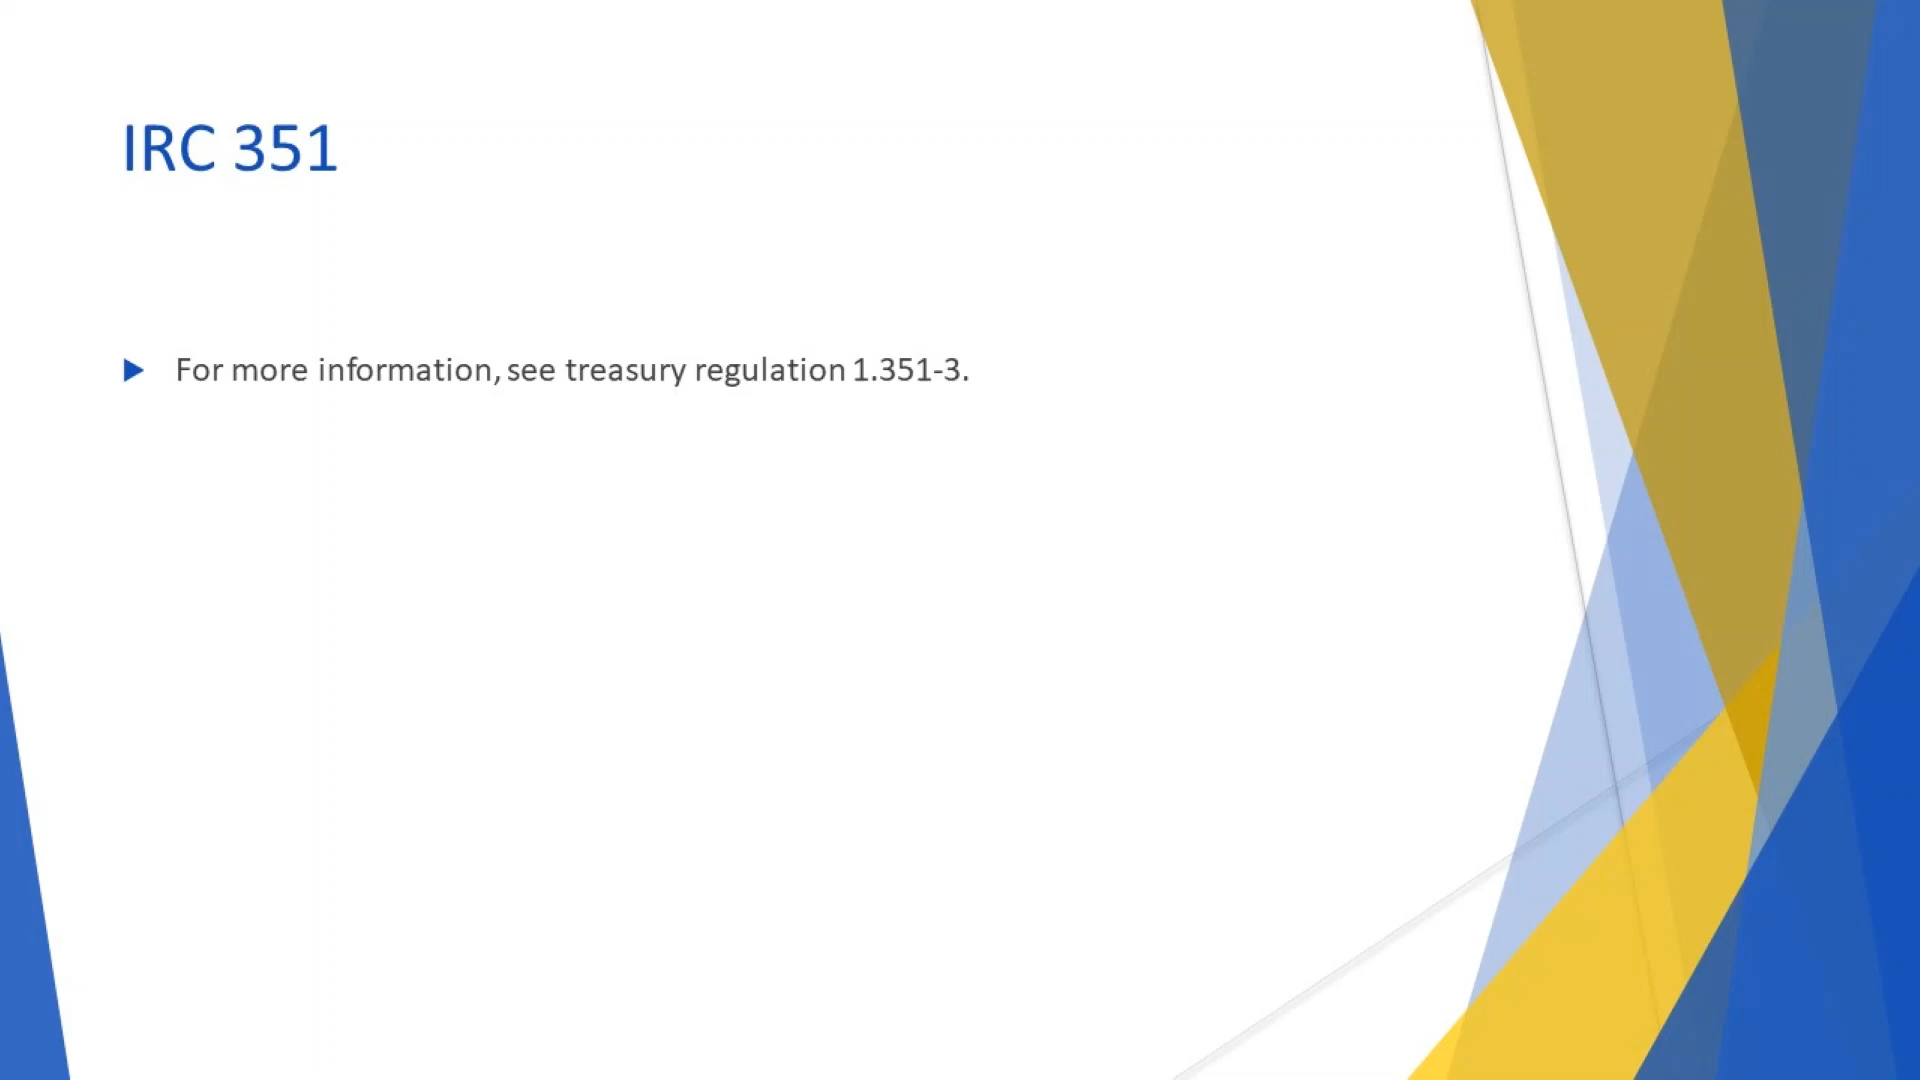 IRC 351
For more information, see treasury regulation 1.351-3.